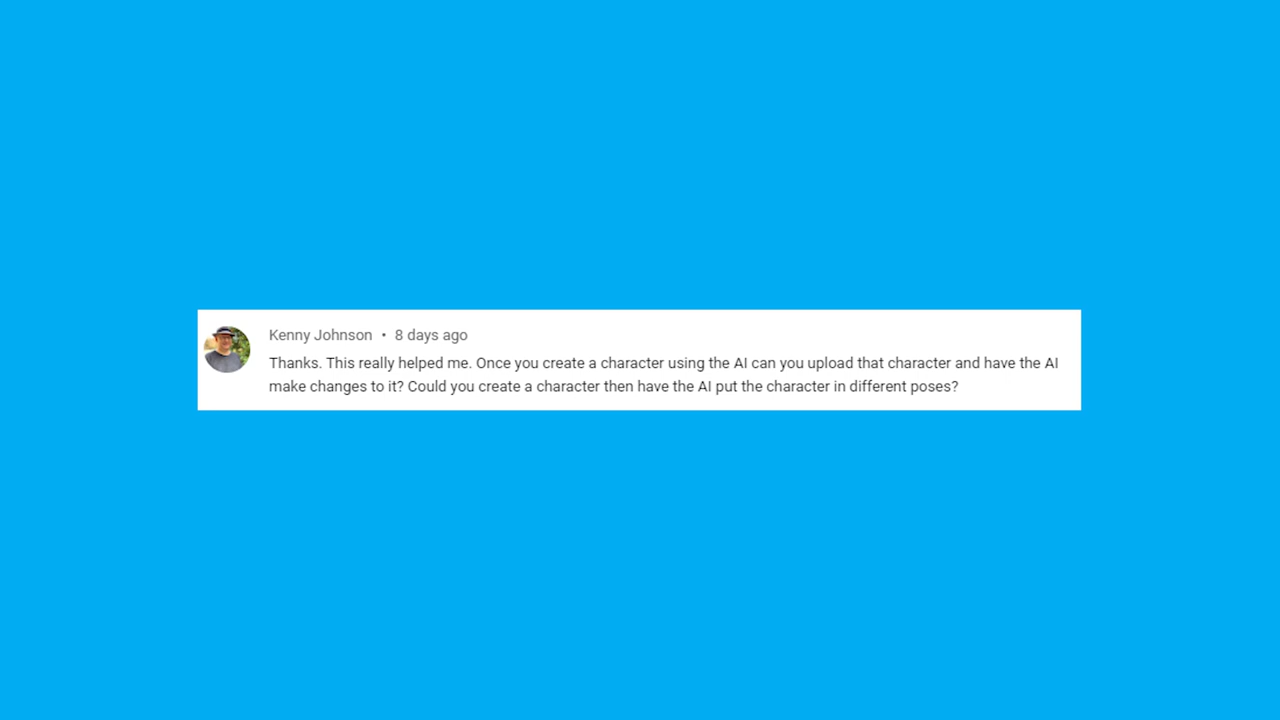 Kenny Johnson • 8 days ago
Thanks. This really helped me. Once you create a character using the AI can you upload that character and have the AI
make changes to it? Could you create a character then have the AI put the character in different poses?